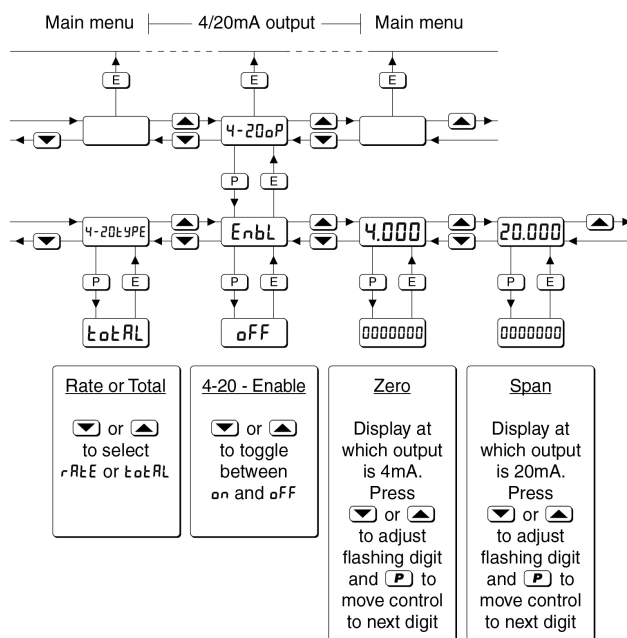 Main menu 4/20mA output Main menu
E E E
4-20oP
P E
4-20tYPE EnbL 4.000 20.000
P E P E P E P E
totAL oFF 0000000 0000000
Rate or Total
or
to select
rAtE or totAL
4-20 - Enable
or
to toggle
between
on and oFF
Zero
Display at
which output
is 4mA.
Press
or
to adjust
flashing digit
and P to
move control
to next digit
Span
Display at
which output
is 20mA.
Press
or
to adjust
flashing digit
and P to
move control
to next digit